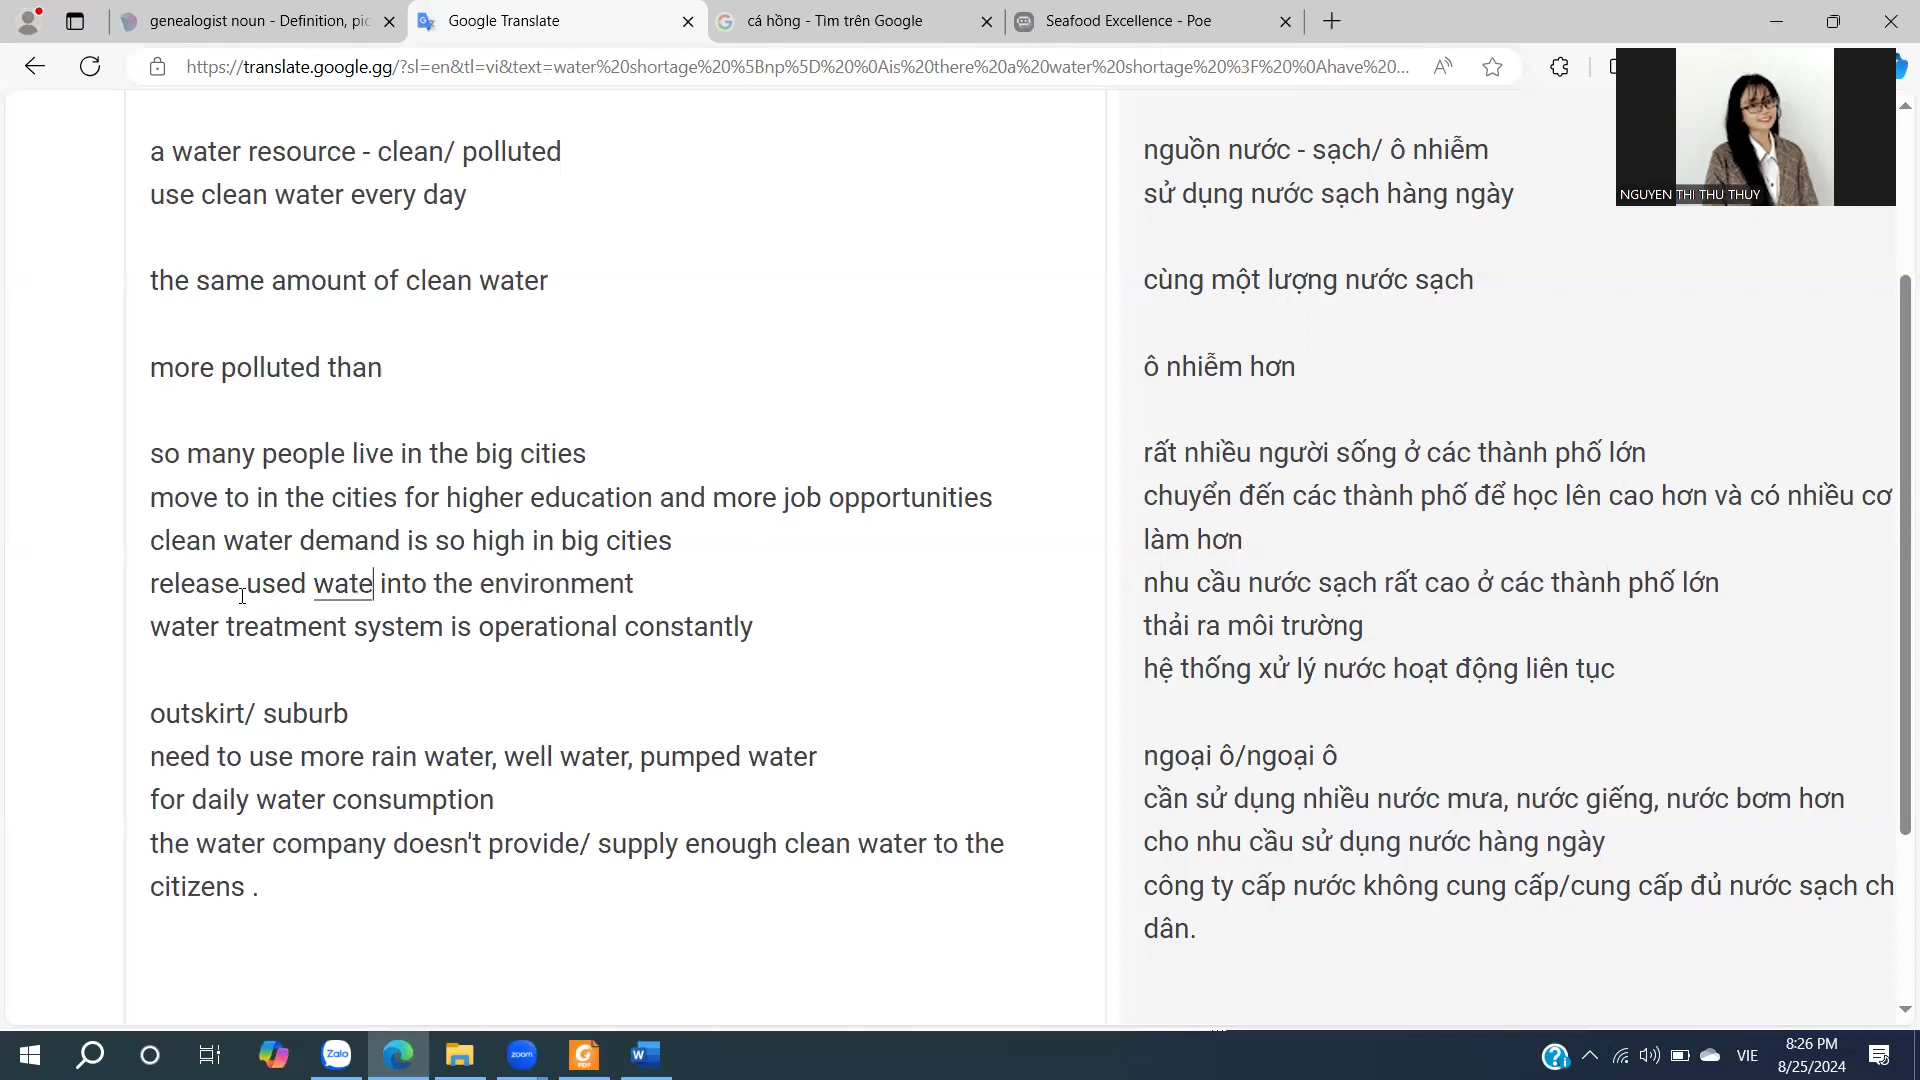 genealogist noun - Definition, pic
Google Translate
cá hồng - Tìm trên Google
Seafood Excellence - Poe
https://translate.google.gg/?sl=en&tl=vi&text=water%20shortage%20%5Bnp%5D%20%0Ais%20there%20a%20water%20shortage%20%3F%20%0Ahave%20...
NGUYEN THI THU THUY
a water resource - clean/ polluted
use clean water every day
the same amount of clean water
more polluted than
so many people live in the big cities
move to in the cities for higher education and more job opportunities
clean water demand is so high in big cities
release used wate into the environment
water treatment system is operational constantly
outskirt/ suburb
need to use more rain water, well water, pumped water
for daily water consumption
the water company doesn't provide/ supply enough clean water to the
citizens .
nguồn nước - sạch/ ô nhiễm
sử dụng nước sạch hàng ngày
cùng một lượng nước sạch
ô nhiễm hơn
rất nhiều người sống ở các thành phố lớn
chuyển đến các thành phố để học lên cao hơn và có nhiều cơ
làm hơn
nhu cầu nước sạch rất cao ở các thành phố lớn
thải ra môi trường
hệ thống xử lý nước hoạt động liên tục
ngoại ô/ngoại ô
cần sử dụng nhiều nước mưa, nước giếng, nước bơm hơn
cho nhu cầu sử dụng nước hàng ngày
công ty cấp nước không cung cấp/cung cấp đủ nước sạch ch
dân.
Zalo
zoom
PDF
W
VIE
8:26 PM
8/25/2024